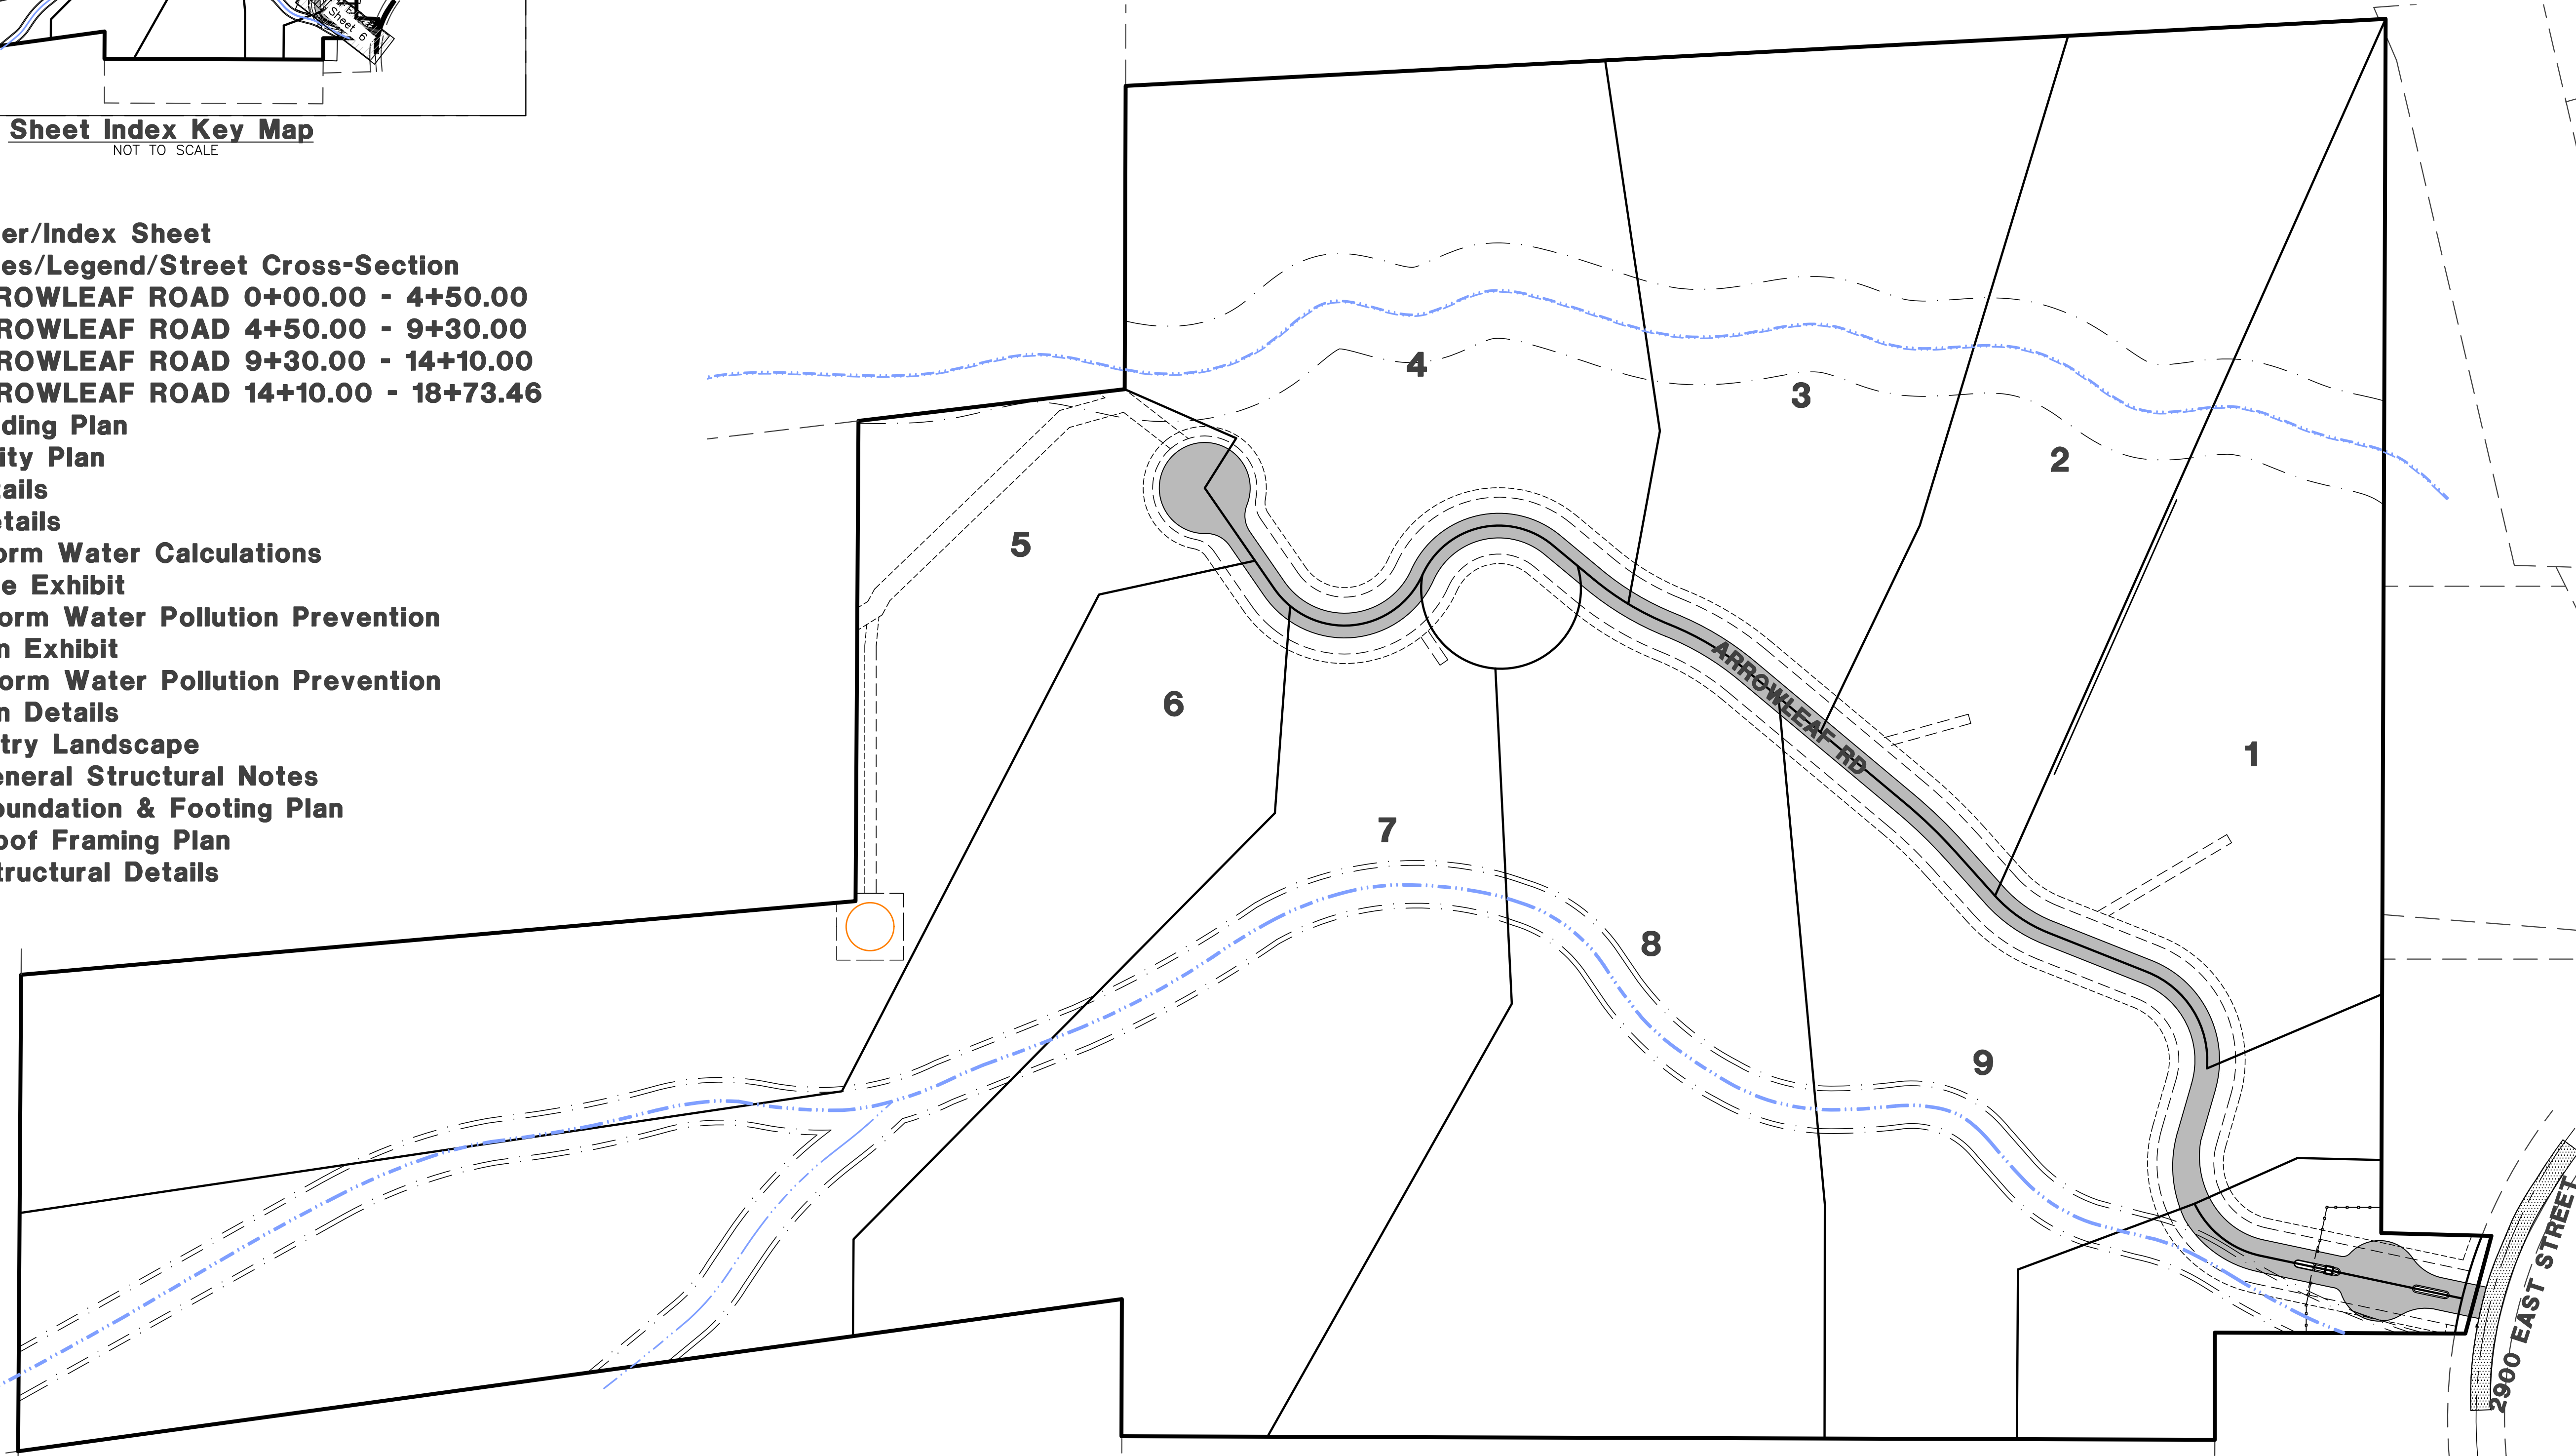 Sheet 6
Sheet Index Key Map
NOT TO SCALE
er/Index Sheet
es/Legend/Street Cross-Section
ROWLEAF ROAD 0+00.00 - 4+50.00
ROWLEAF ROAD 4+50.00 - 9+30.00
ROWLEAF ROAD 9+30.00 - 14+10.00
ROWLEAF ROAD 14+10.00 - 18+73.46
ding Plan
ity Plan
ails
etails
orm Water Calculations
e Exhibit
orm Water Pollution Prevention
n Exhibit
orm Water Pollution Prevention
n Details
try Landscape
eneral Structural Notes
oundation & Footing Plan
oof Framing Plan
tructural Details
4
3
2
5
1
6
7
8
9
ARROWLEAF RD
2900 EAST STREET